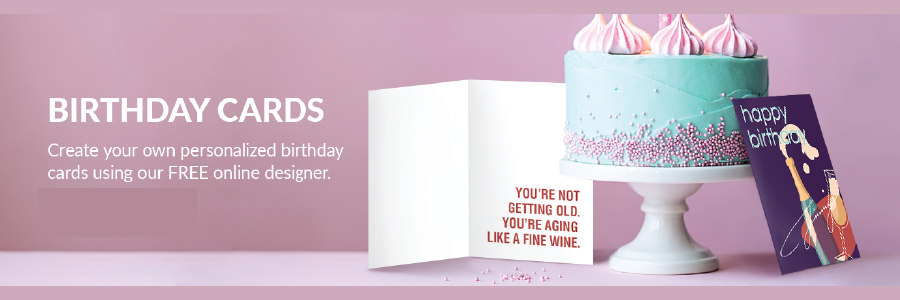 BIRTHDAY CARDS
Create your own personalized birthday
cards using our FREE online designer.
YOU'RE NOT
GETTING OLD.
YOU'RE AGING
LIKE A FINE WINE.
happy
birthday